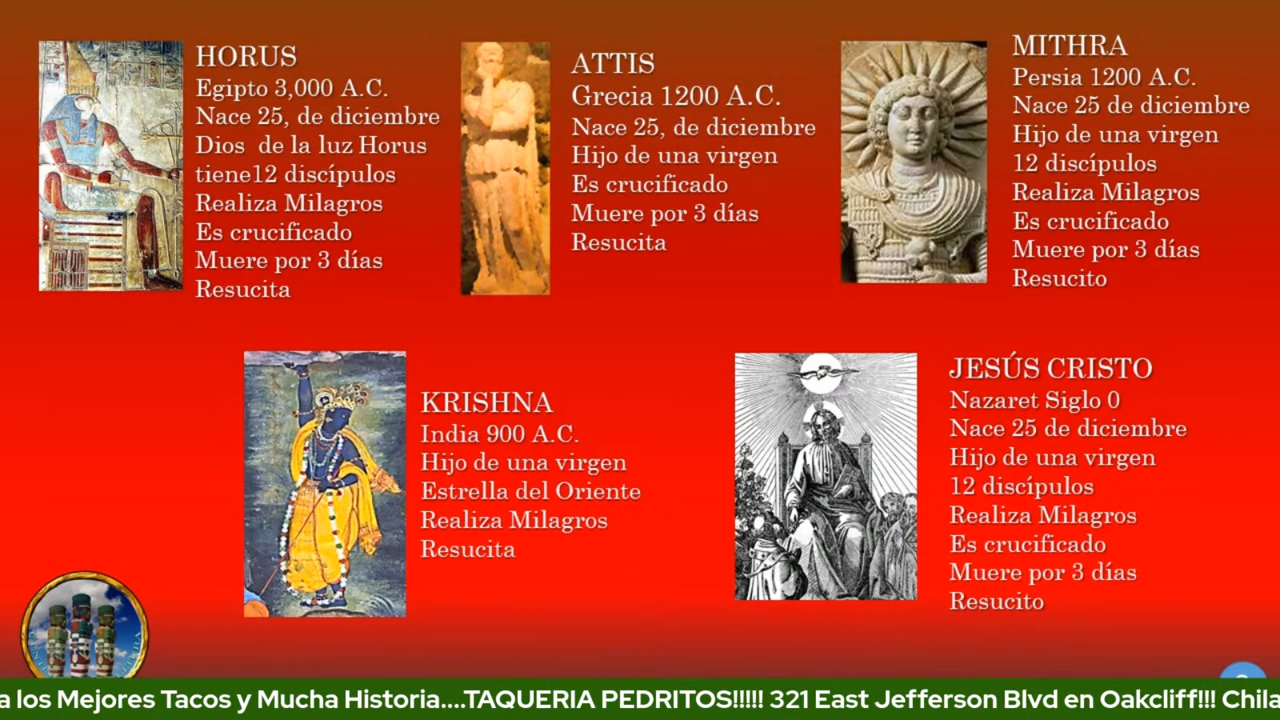 HORUS
Egipto 3,000 A.C.
Nace 25, de diciembre
Dios de la luz Horus
tiene12 discípulos
Realiza Milagros
Es crucificado
Muere por 3 días
Resucita
ATTIS
Grecia 1200 A.C.
Nace 25, de diciembre
Hijo de una virgen
Es crucificado
Muere por 3 días
Resucita
MITHRA
Persia 1200 A.C.
Nace 25 de diciembre
Hijo de una virgen
12 discípulos
Realiza Milagros
Es crucificado
Muere por 3 días
Resucito
KRISHNA
India 900 A.C.
Hijo de una virgen
Estrella del Oriente
Realiza Milagros
Resucita
JESÚS CRISTO
Nazaret Siglo 0
Nace 25 de diciembre
Hijo de una virgen
12 discípulos
Realiza Milagros
Es crucificado
Muere por 3 días
Resucito
a los Mejores Tacos y Mucha Historia....TAQUERIA PEDRITOS!!!!! 321 East Jefferson Blvd en Oakcliff!!! Chila